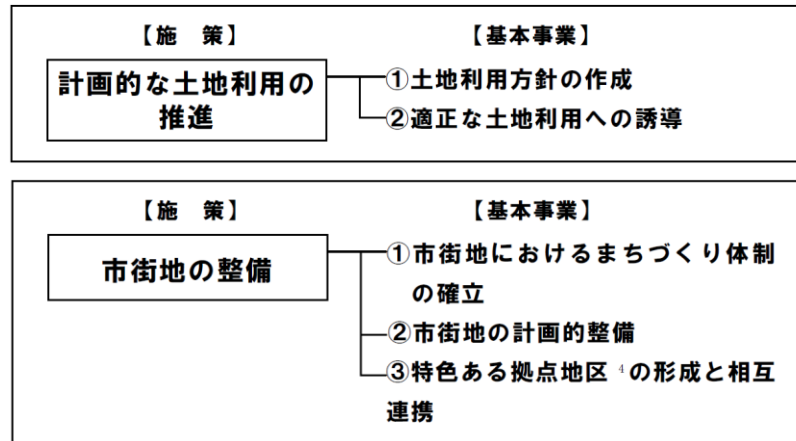 【施　策】　【基本事業】
計画的な土地利用の
推進
①土地利用方針の作成
②適正な土地利用への誘導
【施　策】　【基本事業】
市街地の整備
①市街地におけるまちづくり体制
の確立
②市街地の計画的整備
③特色ある拠点地区 4 の形成と相互
連携